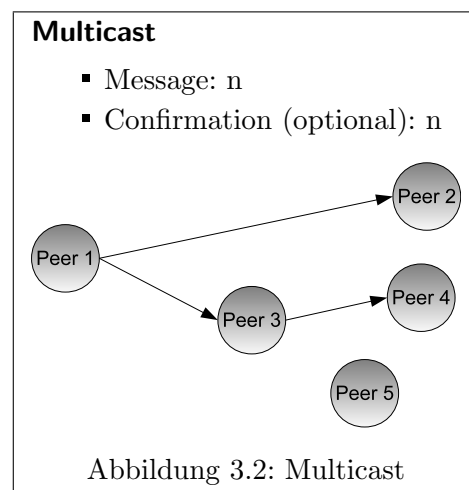 Multicast
▪ Message: n
▪ Confirmation (optional): n
Peer 2
Peer 1
Peer 4
Peer 3
Peer 5
Abbildung 3.2: Multicast